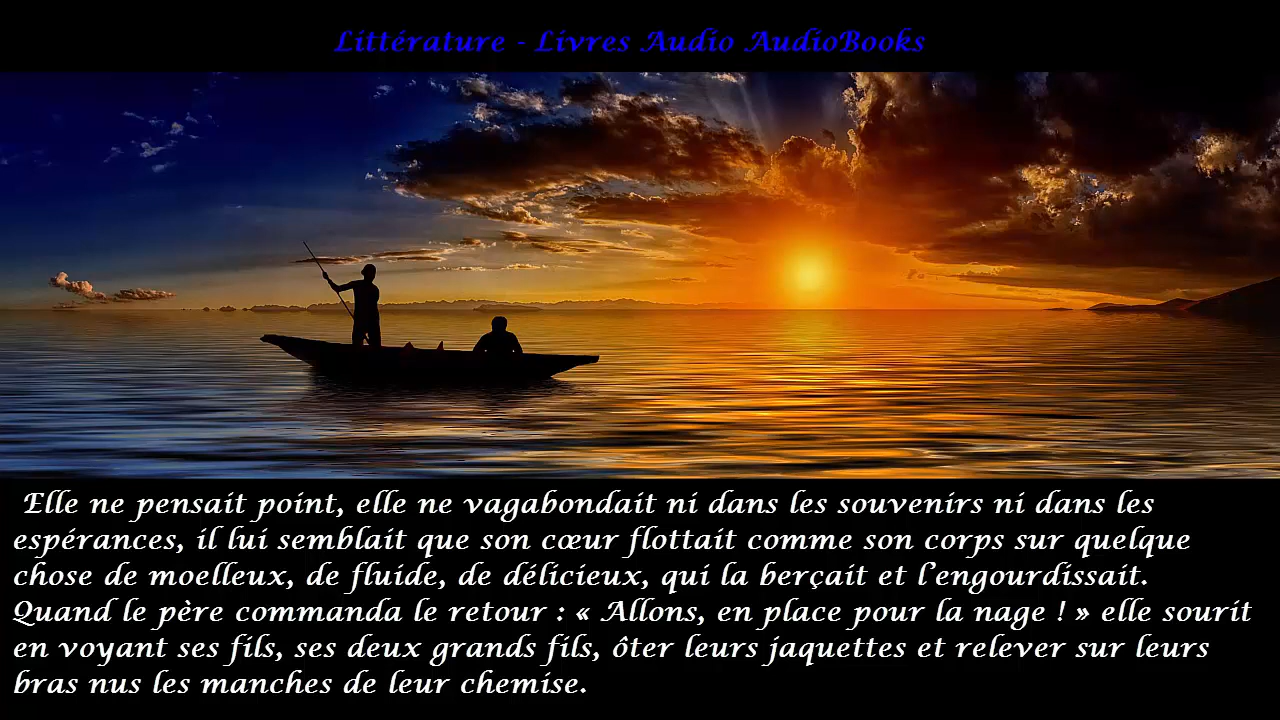 Littérature - Livres Audio AudioBooks
Elle ne pensait point, elle ne vagabondait ni dans les souvenirs ni dans les
espérances, il lui semblait que son cœur flottait comme son corps sur quelque
chose de moelleux, de fluide, de délicieux, qui la berçait et l'engourdissait.
Quand le père commanda le retour : « Allons, en place pour la nage ! » elle sourit
en voyant ses fils, ses deux grands fils, ôter leurs jaquettes et relever sur leurs
bras nus les manches de leur chemise.